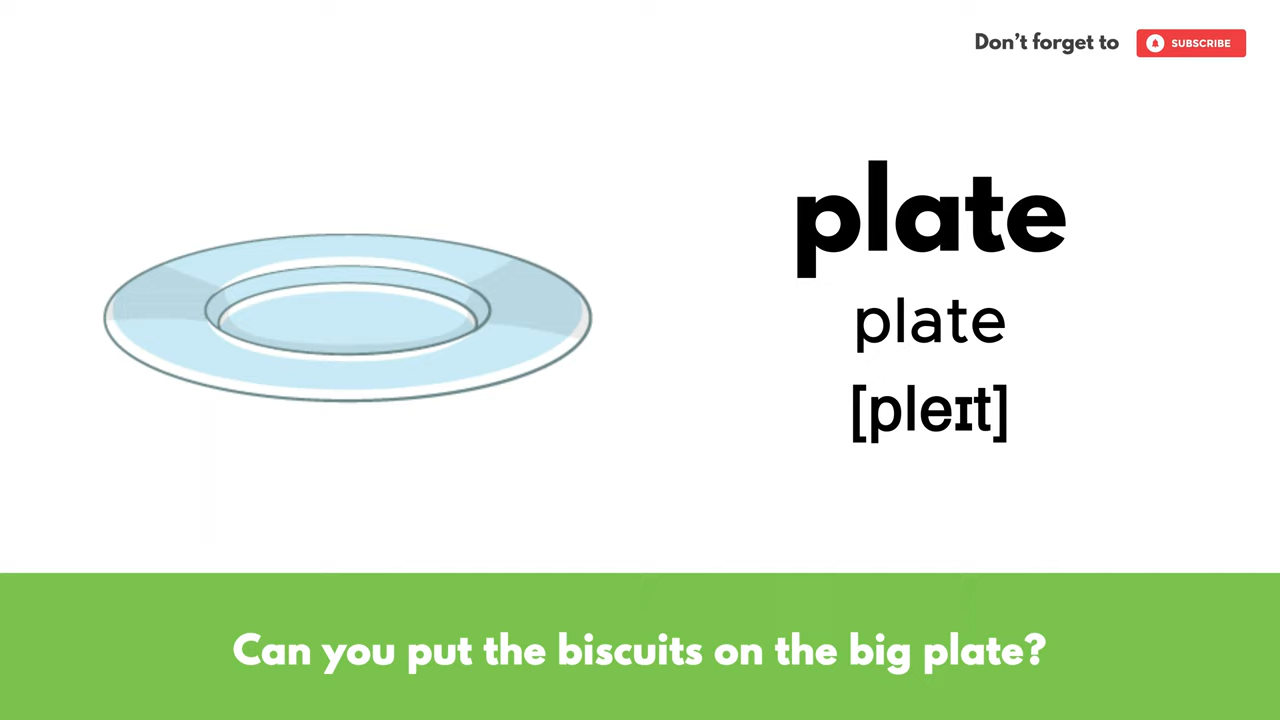 Don't forget to SUBSCRIBE
plate
plate
[pleɪt]
Can you put the biscuits on the big plate?